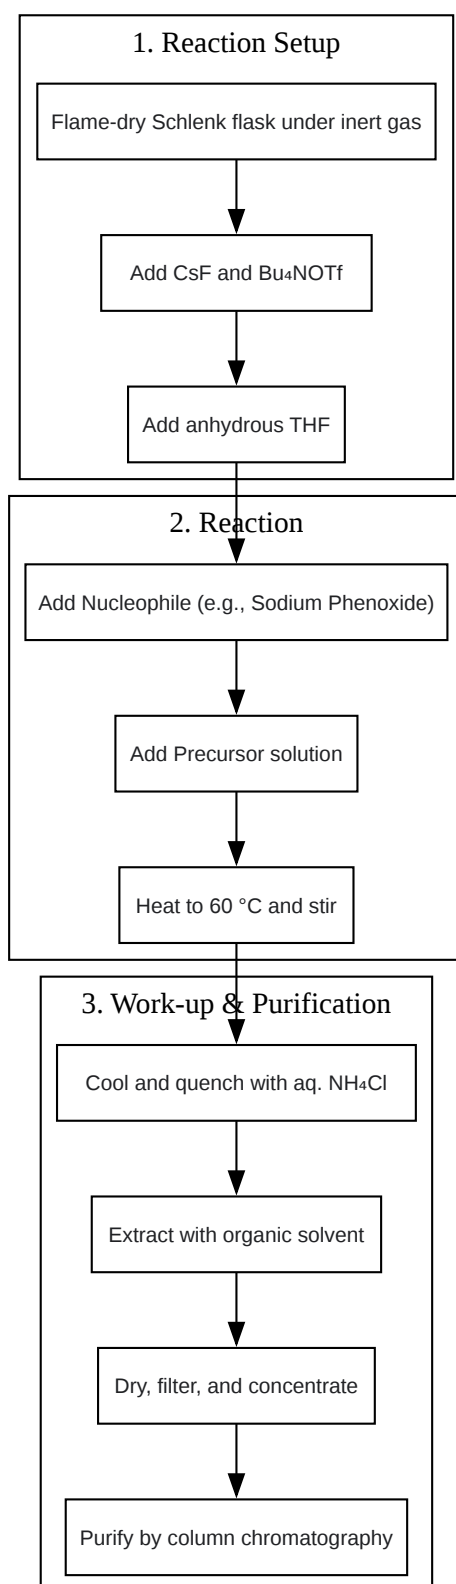 1. Reaction Setup
Flame-dry Schlenk flask under inert gas
Add CsF and Bu₄NOTf
Add anhydrous THF
2. Reaction
Add Nucleophile (e.g., Sodium Phenoxide)
Add Precursor solution
Heat to 60 °C and stir
3. Work-up & Purification
Cool and quench with aq. NH₄Cl
Extract with organic solvent
Dry, filter, and concentrate
Purify by column chromatography